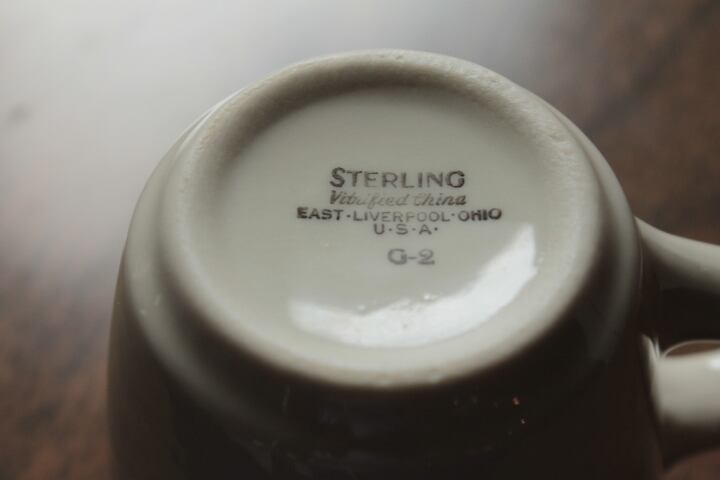 STERLING
Vitrified China
EAST·LIVERPOOL·OHIO
U·S·A·
G-2